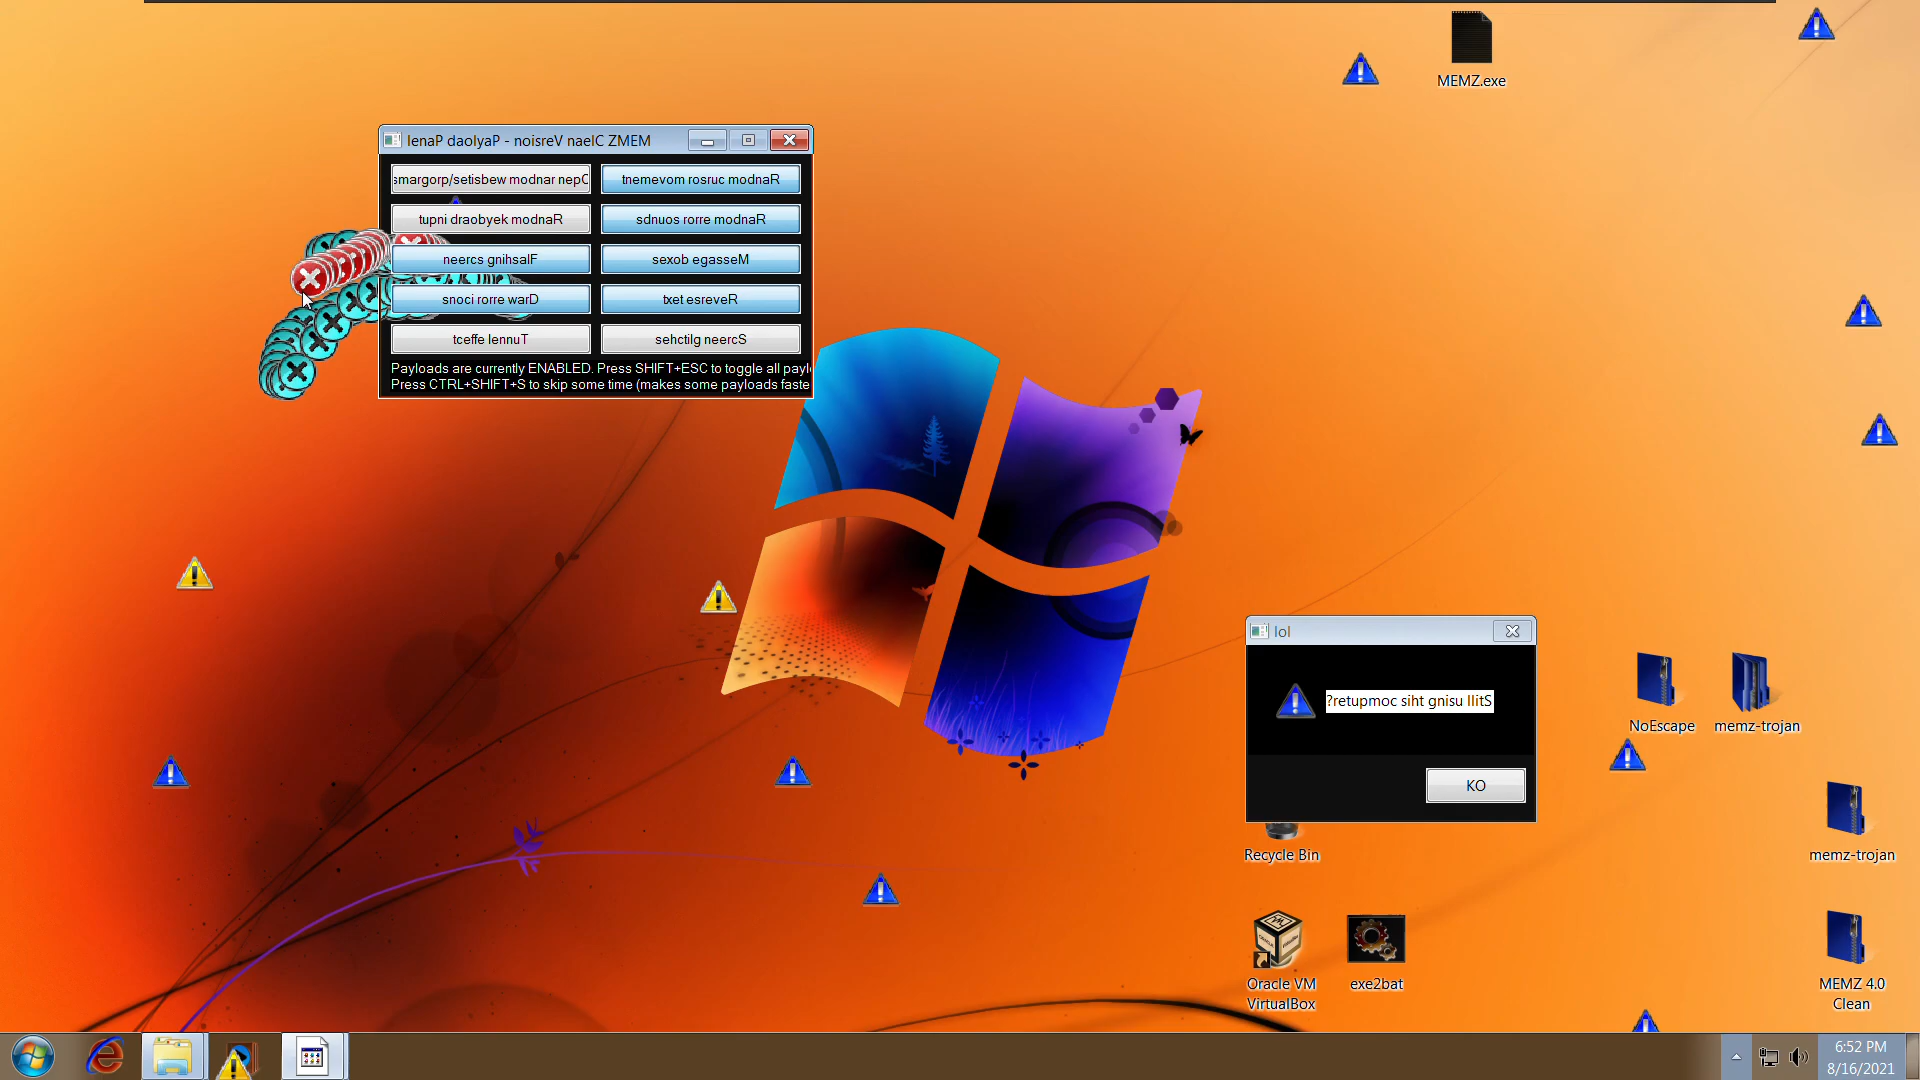 MEMZ.exe
lenaP daolyaP - noisreV naelC ZMEM
smargorp/setisbew modnar nepO
tnemevom rosruc modnaR
tupni draobyek modnaR
sdnuos rorre modnaR
neercs gnihsalF
sexob egasseM
snoci rorre warD
txet esreveR
tceffe lennuT
sehctilg neercS
Payloads are currently ENABLED. Press SHIFT+ESC to toggle all payl
Press CTRL+SHIFT+S to skip some time (makes some payloads faste
lol
?retupmoc siht gnisu llitS
KO
NoEscape
memz-trojan
Recycle Bin
memz-trojan
Oracle VM
VirtualBox
exe2bat
MEMZ 4.0
Clean
6:52 PM
8/16/2021